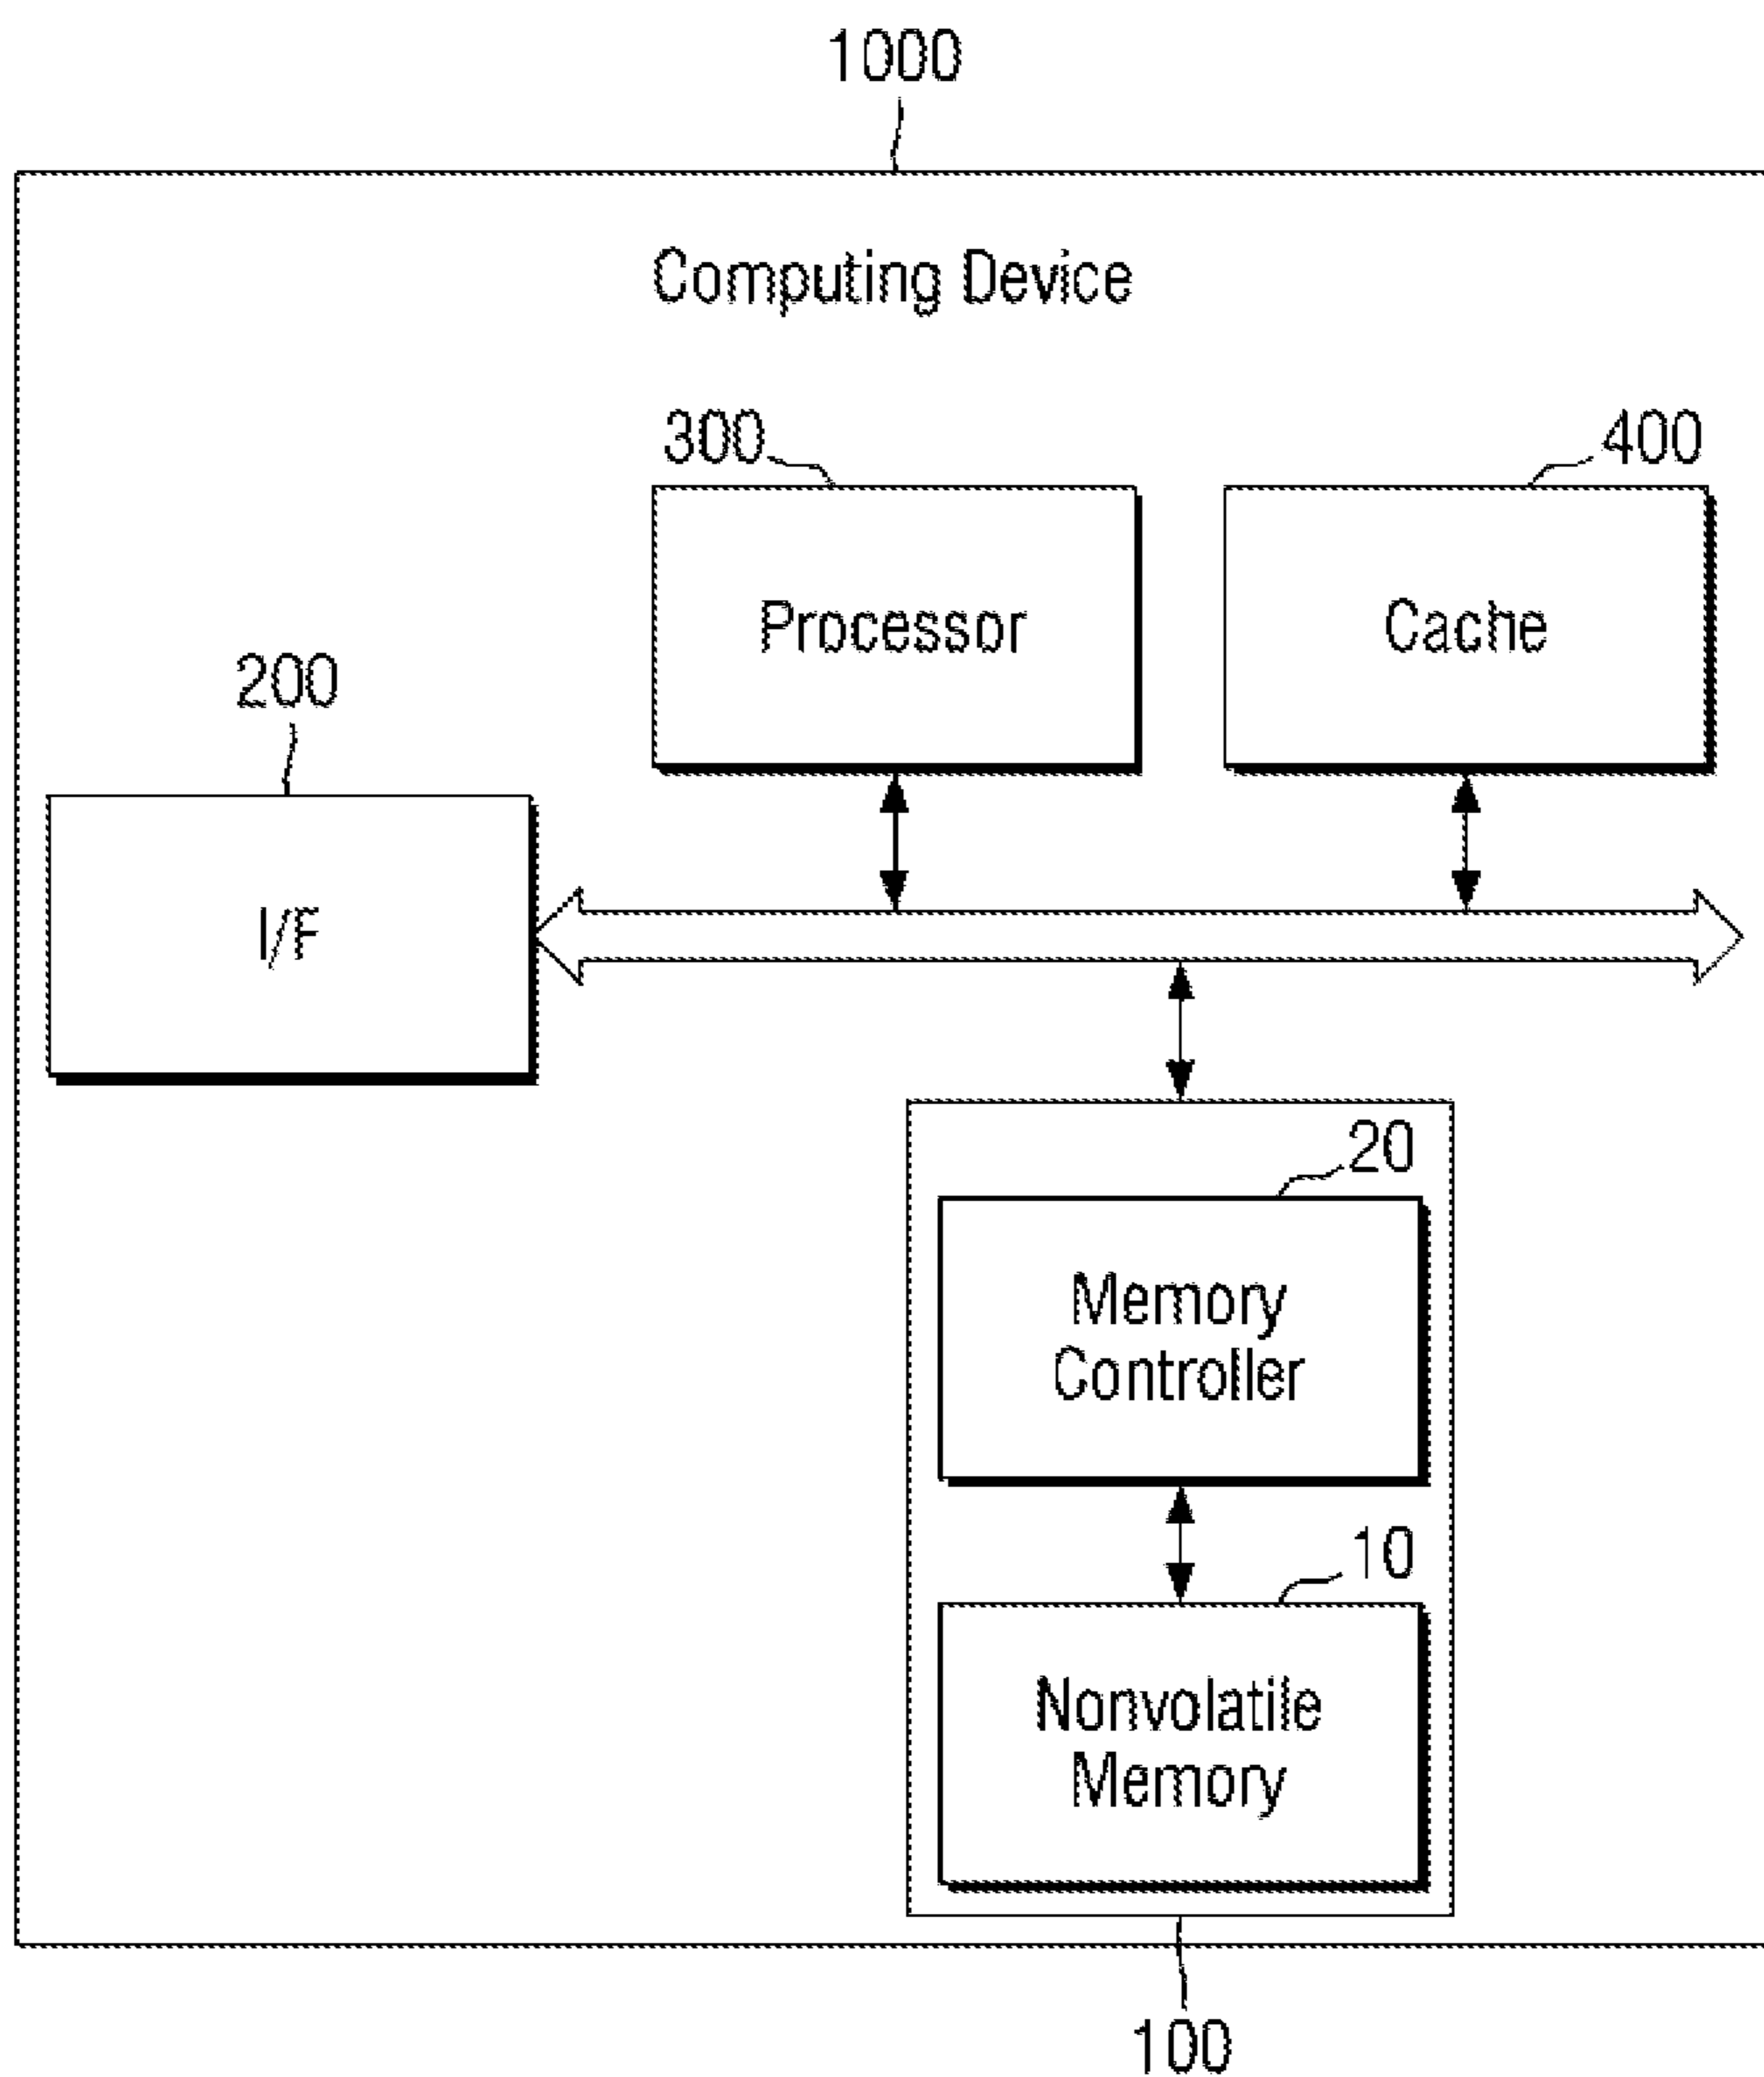 1000
Computing Device
300
400
Processor
Cache
200
I/F
20
Memory
Controller
10
Nonvolatile
Memory
100